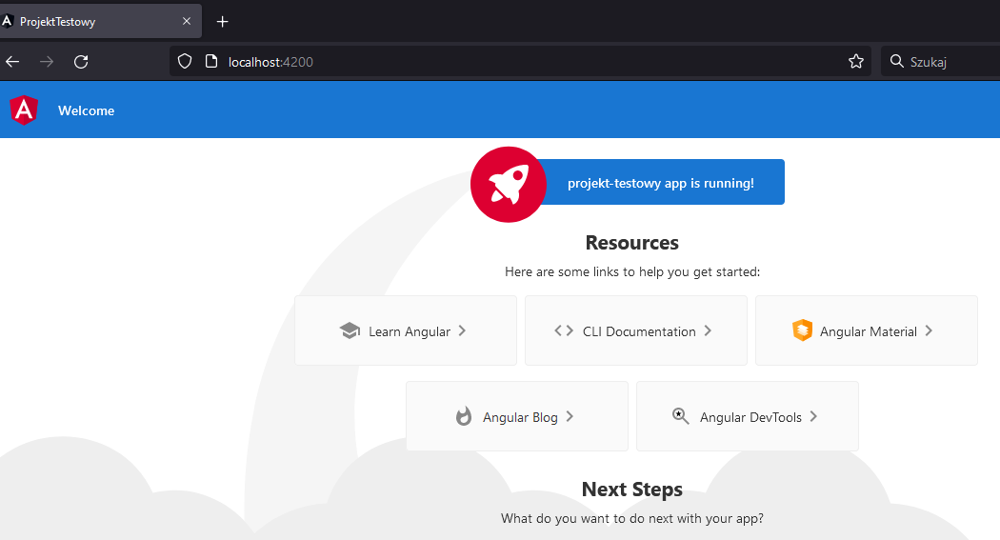 ProjektTestowy
localhost:4200
Szukaj
Welcome
projekt-testowy app is running!
Resources
Here are some links to help you get started:
Learn Angular
CLI Documentation
Angular Material
Angular Blog
Angular DevTools
Next Steps
What do you want to do next with your app?